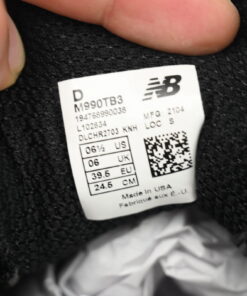 D
M990TB3
194768990036
L102634
DLCHR2703 KNH
MFG 2104
LOC S
NB
06½ US
06 UK
39.5 EU
24.5 CM
Made in USA
Fabriqué aux É.-U.